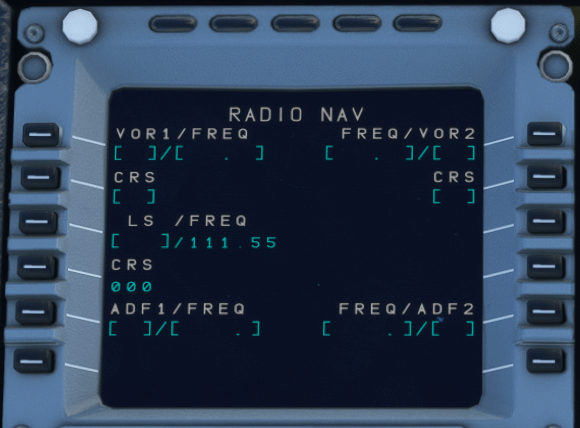 RADIO NAV
VOR1/FREQ FREQ/VOR2
[ ]/[ . ] [ . ]/[ ]
CRS CRS
[ ] [ ]
LS /FREQ
[ ]/111.55
CRS
000
ADF1/FREQ FREQ/ADF2
[ ]/[ .] [ .]/[ ]